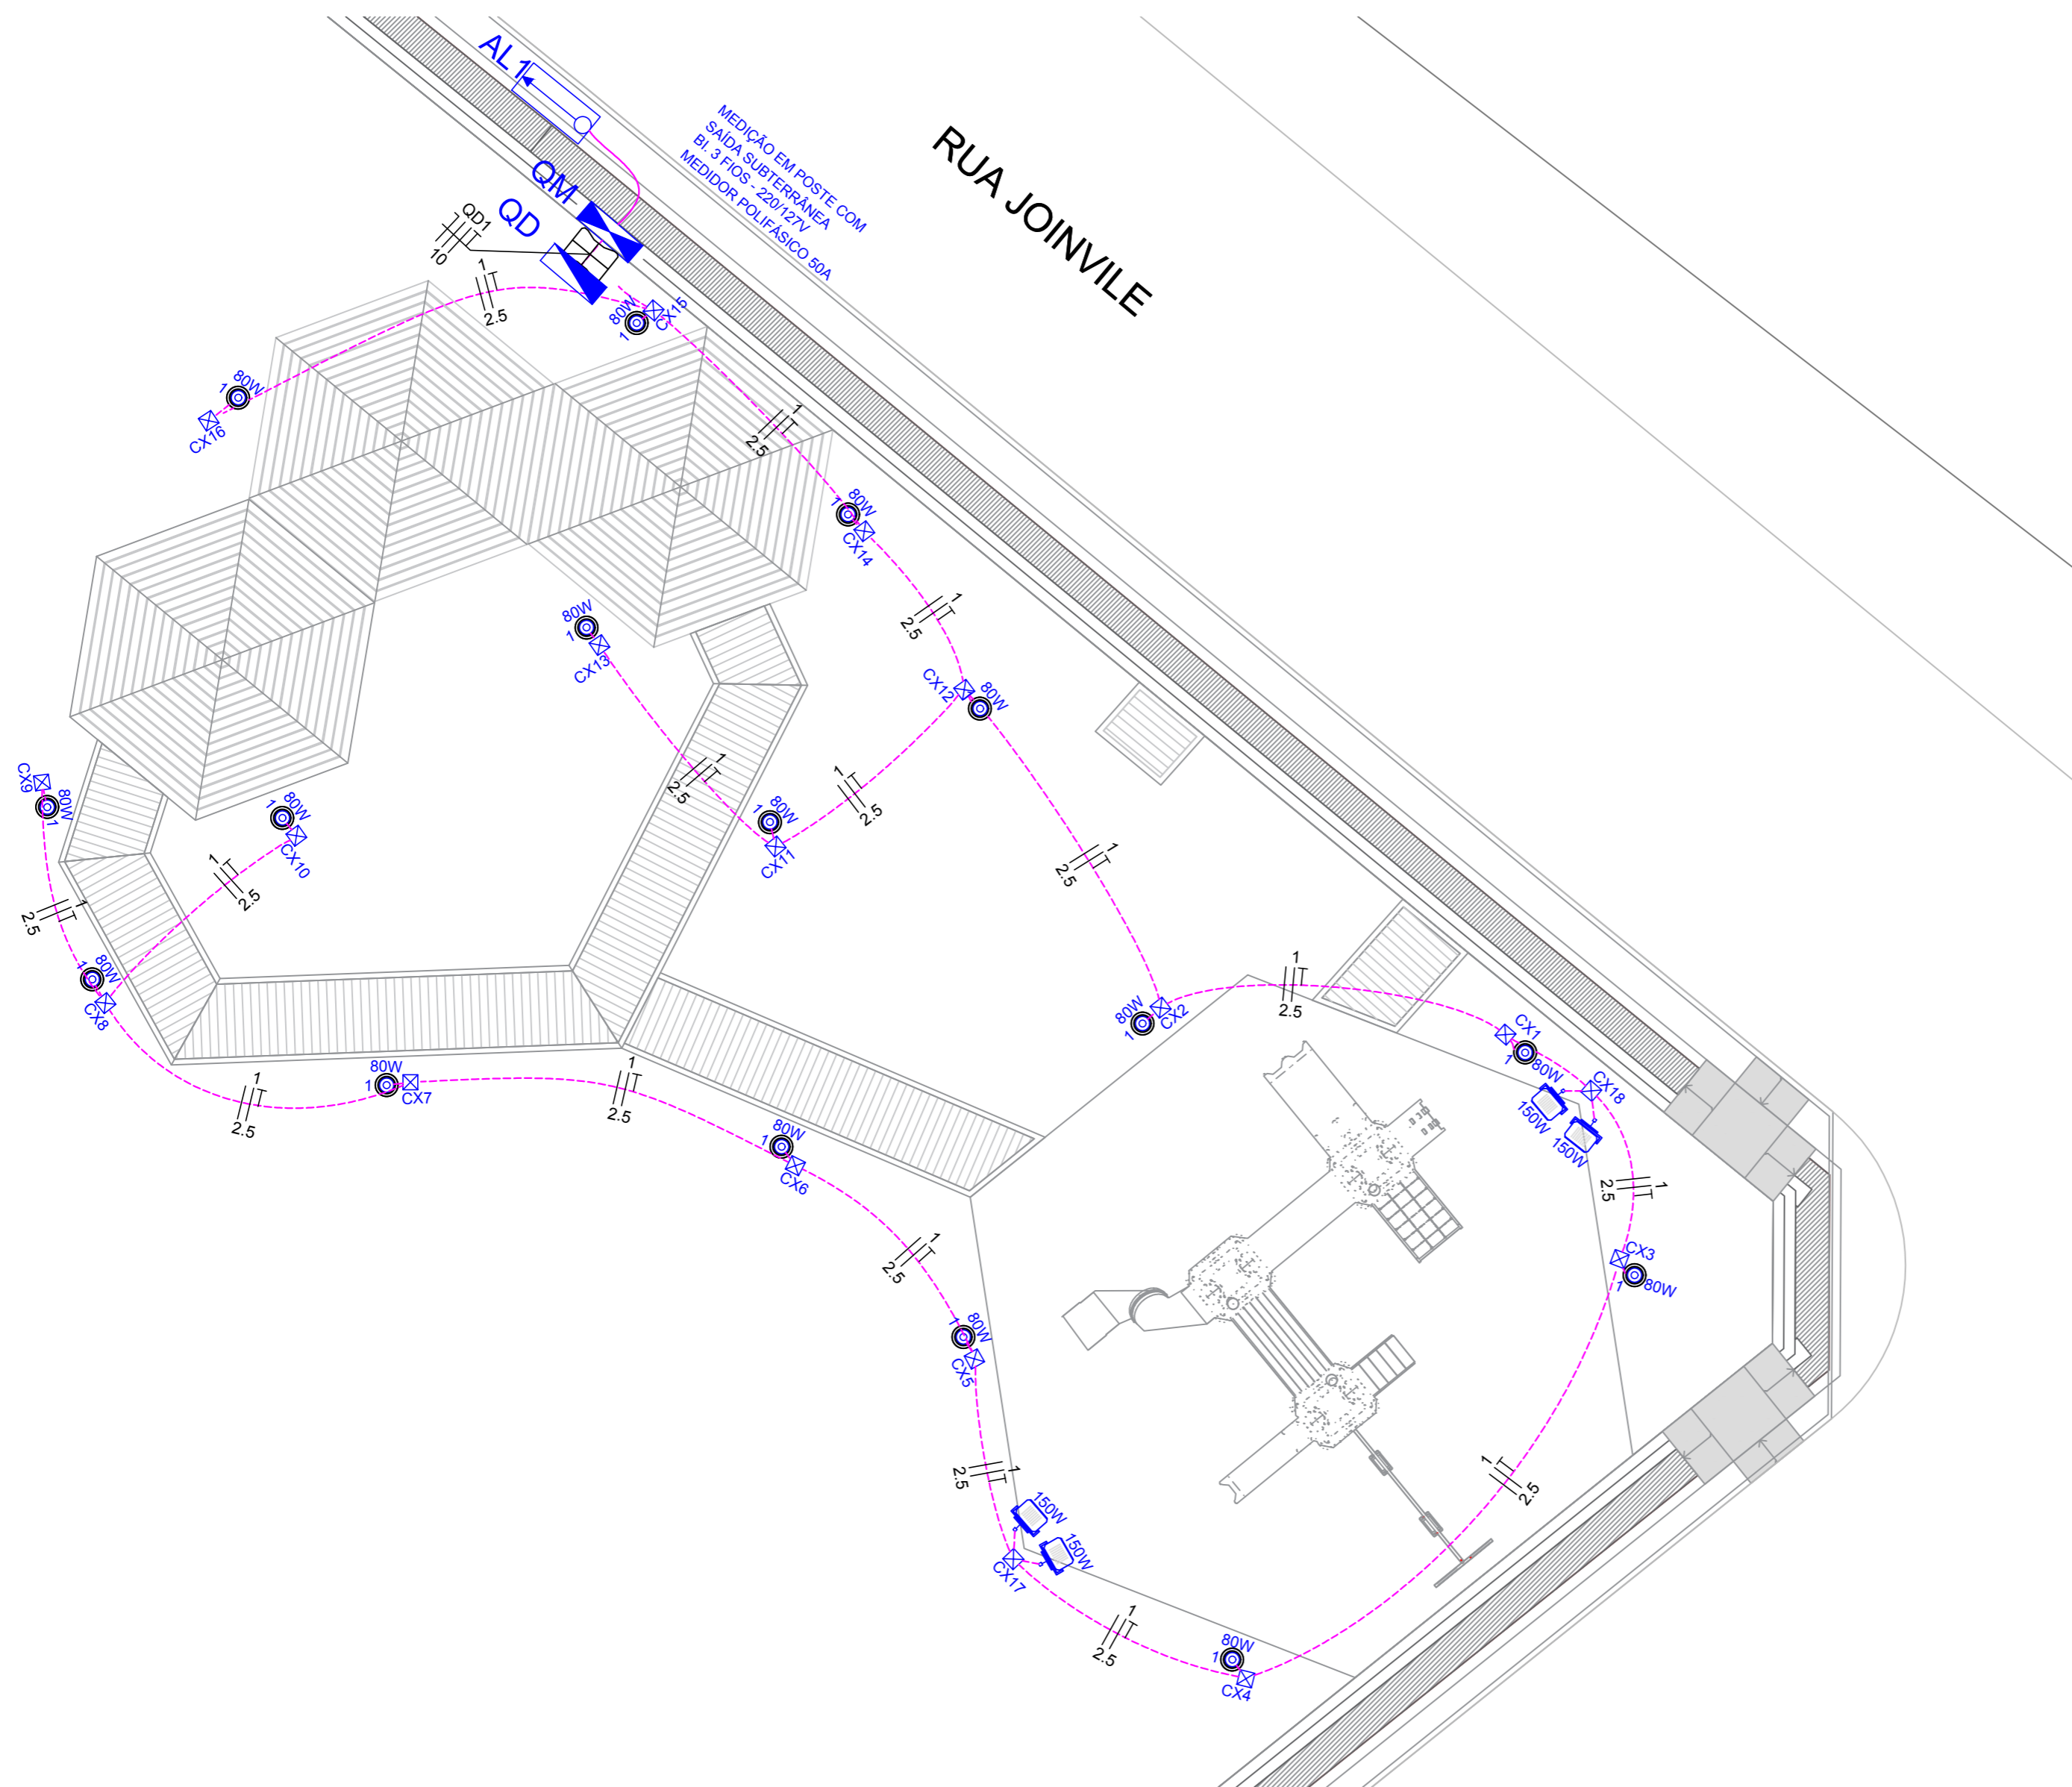 AL 1
MEDIÇÃO EM POSTE COM
SAÍDA SUBTERRÂNEA
BI. 3 FIOS - 220/127V
MEDIDOR POLIFÁSICO 50A
RUA JOINVILE
QM
QD
QD1
10
1
2.5
80W
1
CX15
80W
1
CX16
1
2.5
80W
1
CX14
1
2.5
80W
1
CX13
CX12
80W
1
2.5
1
2.5
80W
1
CX11
1
2.5
CX9
80W
1
80W
1
CX10
1
2.5
1
2.5
80W
1
CX8
1
2.5
80W
1
CX7
1
2.5
80W
1
CX6
1
2.5
80W
1
CX2
1
2.5
CX1
1
80W
CX18
150W
150W
1
2.5
CX3
1
80W
80W
1
CX5
1
2.5
150W
150W
CX17
1
2.5
1
2.5
80W
1
CX4